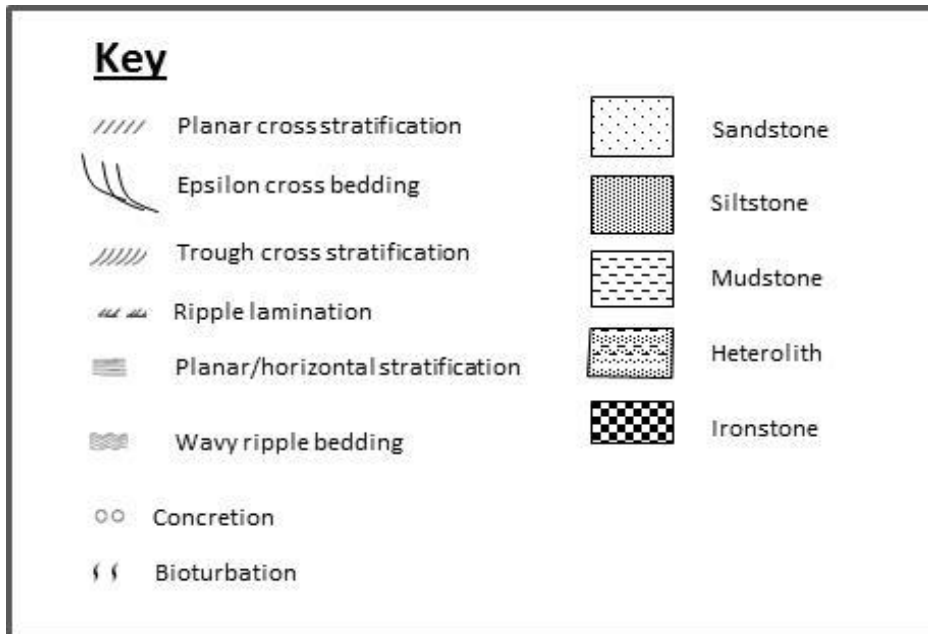 Key
Planar cross stratification
Epsilon cross bedding
Trough cross stratification
Ripple lamination
Planar/horizontal stratification
Wavy ripple bedding
Concretion
Bioturbation
Sandstone
Siltstone
Mudstone
Heterolith
Ironstone